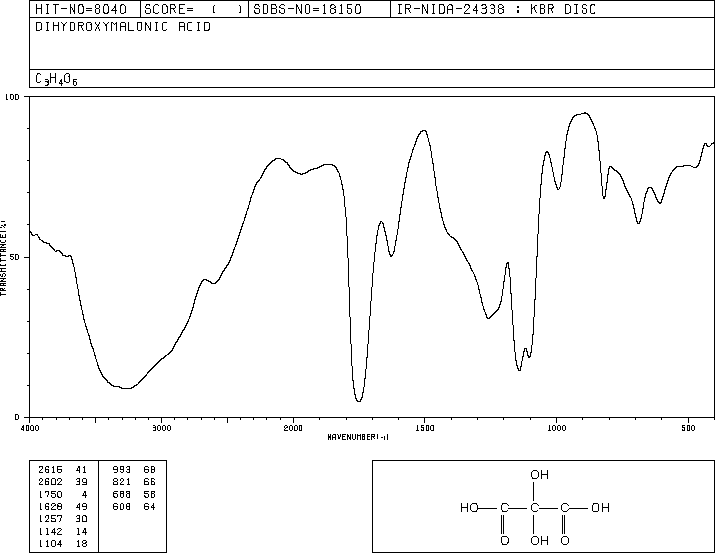 HIT-NO=8040 SCORE= ( ) SDBS-NO=18150 IR-NIDA-24338 : KBR DISC
DIHYDROXYMALONIC ACID
C3H4O6
100
50
0
TRANSMITTANCE(%)
4000 3000 2000 1500 1000 500
WAVENUMBER(-1)
2615 41 993 68
2602 39 821 66
1750 4 688 58
1628 49 608 64
1257 30
1142 14
1104 18
OH
HO C C C OH
O OH O